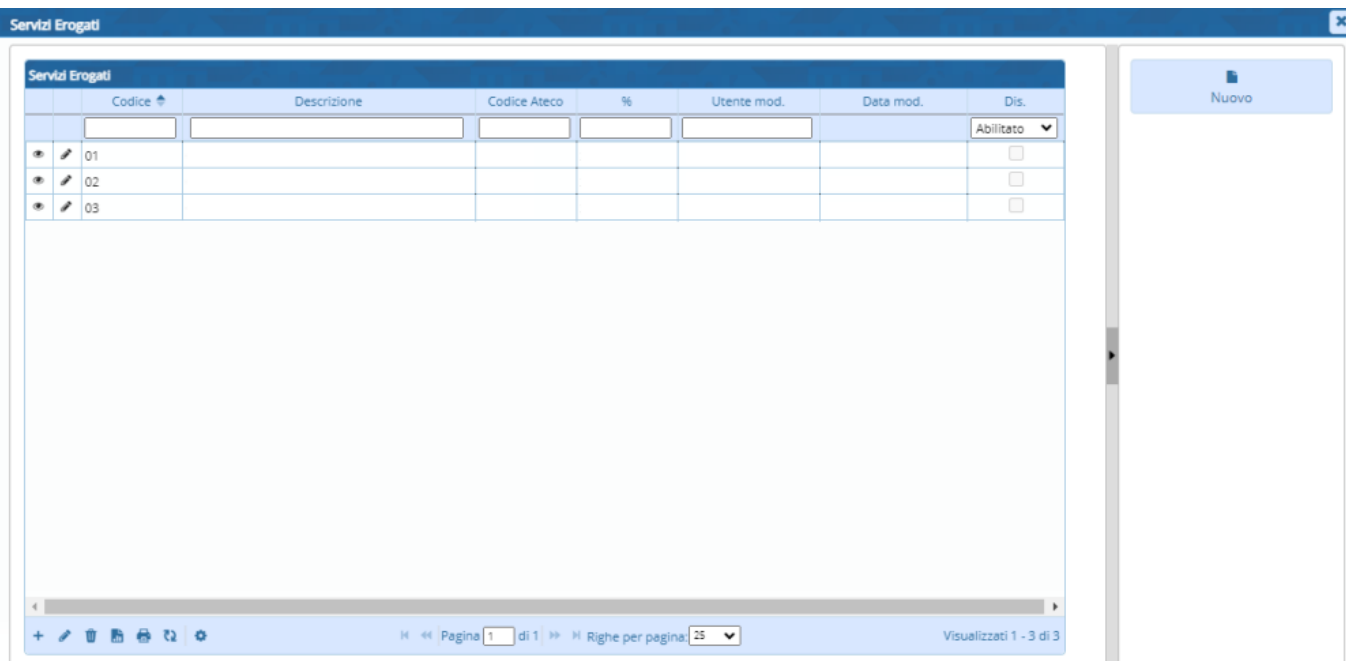 Servizi Erogati
Servizi Erogati
Nuovo
Codice Descrizione Codice Ateco % Utente mod. Data mod. Dis.
Abilitato
01
02
03
Pagina 1 di 1 Righe per pagina: 25 Visualizzati 1 - 3 di 3